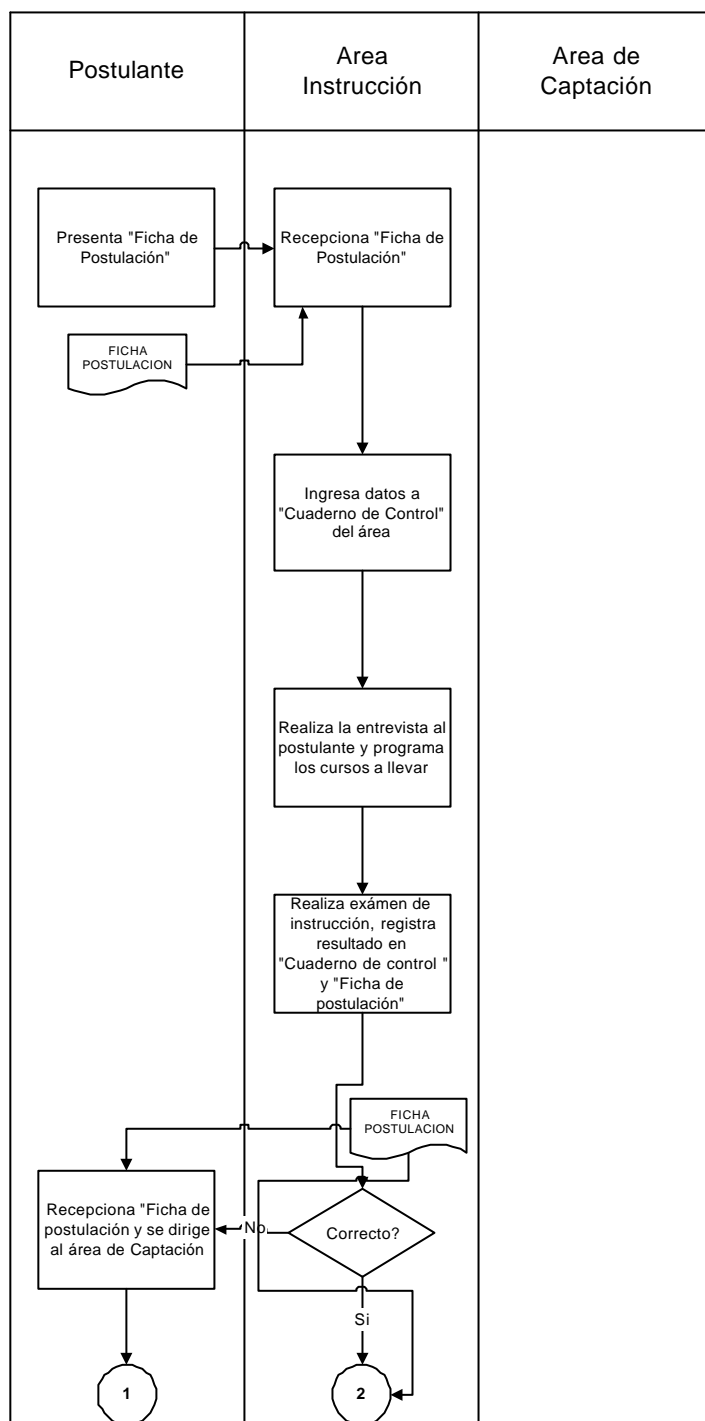 Postulante
Area
Instrucción
Area de
Captación
Presenta "Ficha de
Postulación"
Recepciona "Ficha de
Postulación"
FICHA
POSTULACION
Ingresa datos a
"Cuaderno de Control"
del área
Realiza la entrevista al
postulante y programa
los cursos a llevar
Realiza exámen de
instrucción, registra
resultado en
"Cuaderno de control "
y "Ficha de
postulación"
FICHA
POSTULACION
Recepciona "Ficha de
postulación y se dirige
al área de Captación
No
Correcto?
Si
1
2